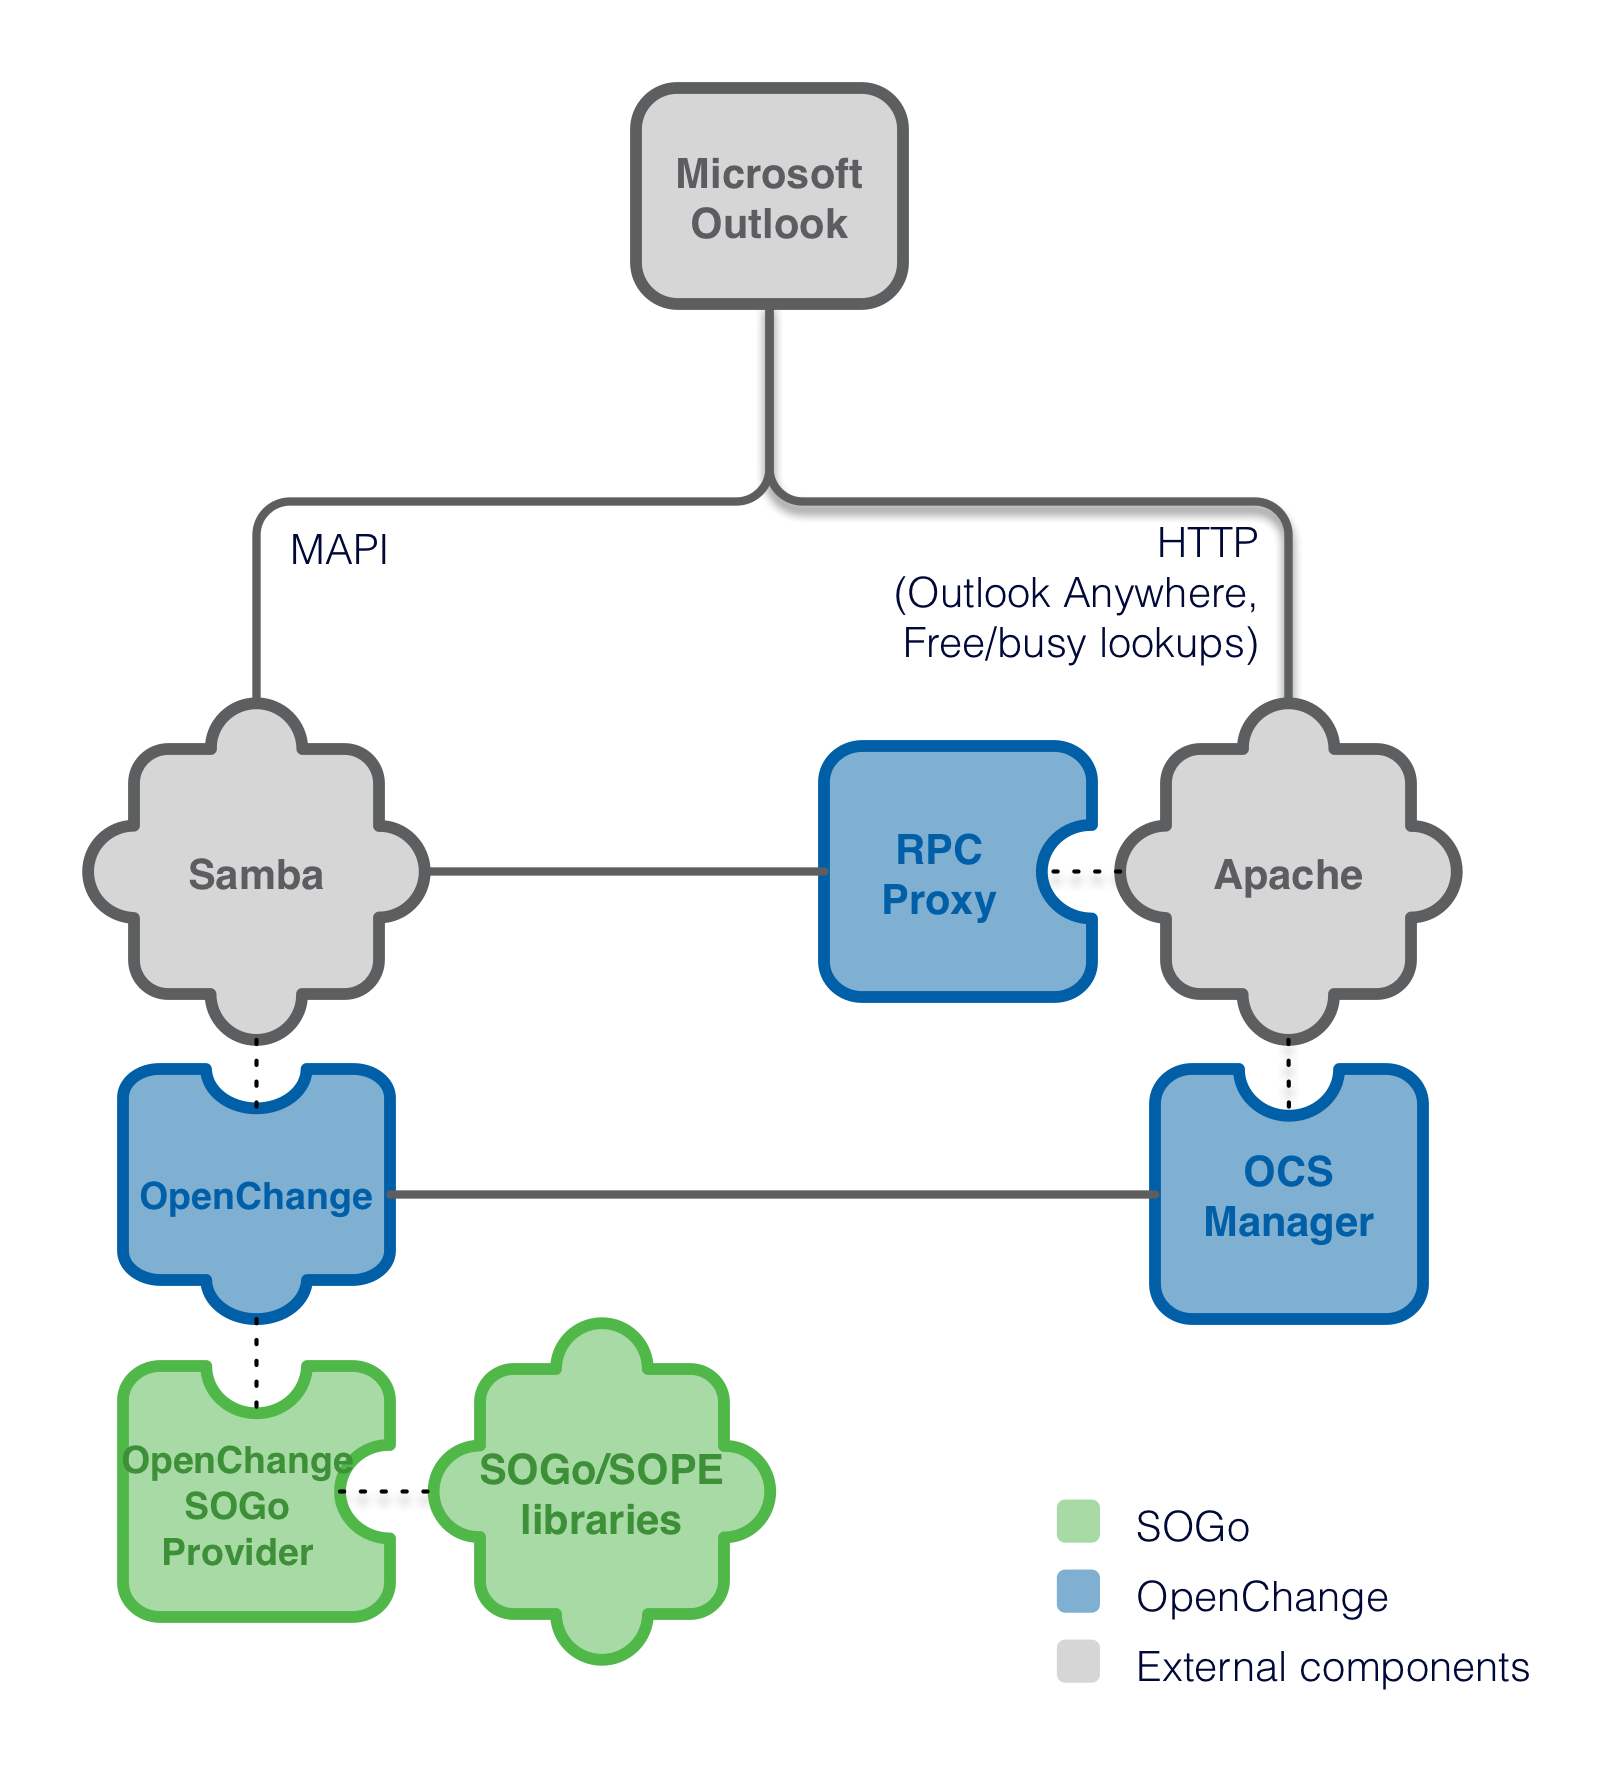 Microsoft
Outlook
MAPI
HTTP
(Outlook Anywhere,
Free/busy lookups)
Samba
RPC
Proxy
Apache
OpenChange
OCS
Manager
OpenChange
SOGo
Provider
SOGo/SOPE
libraries
SOGo
OpenChange
External components